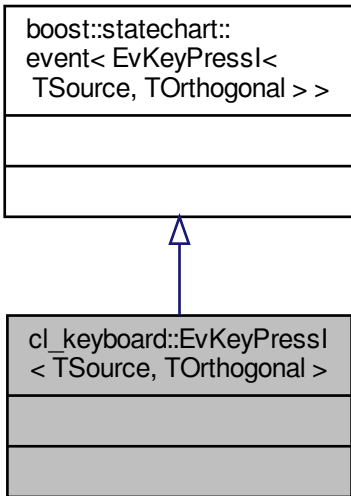 boost::statechart::
event< EvKeyPressI<
TSource, TOrthogonal > >
cl_keyboard::EvKeyPressI
< TSource, TOrthogonal >